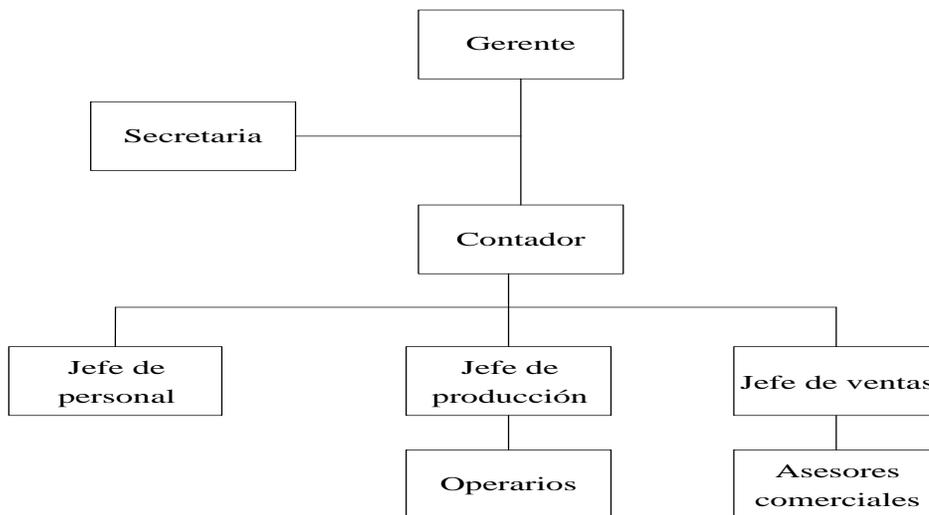 Gerente
Secretaria
Contador
Jefe de
personal
Jefe de
producción
Jefe de ventas
Operarios
Asesores
comerciales